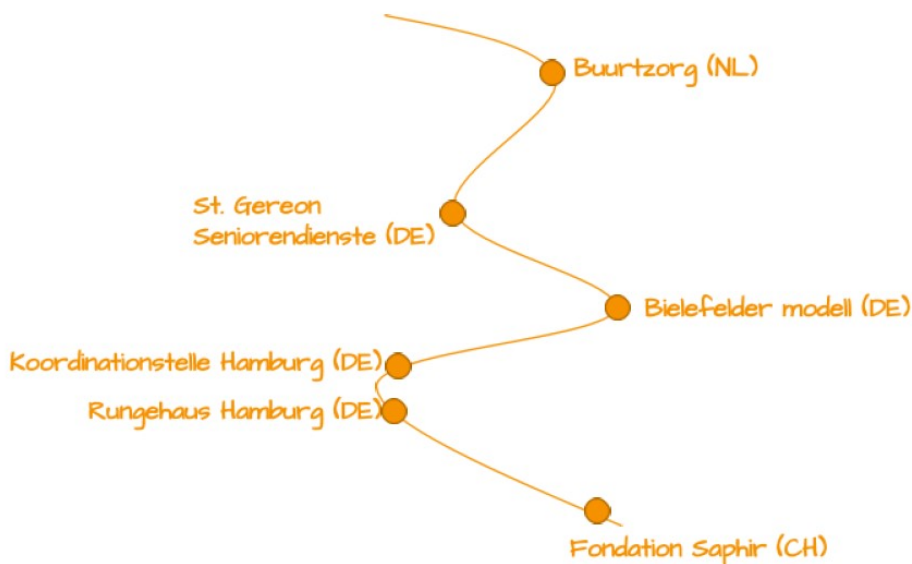 Buurtzorg (NL)
St. Gereon
Seniorendienste (DE)
Bielefelder modell (DE)
Koordinationstelle Hamburg (DE)
Rungehaus Hamburg (DE)
Fondation Saphir (CH)